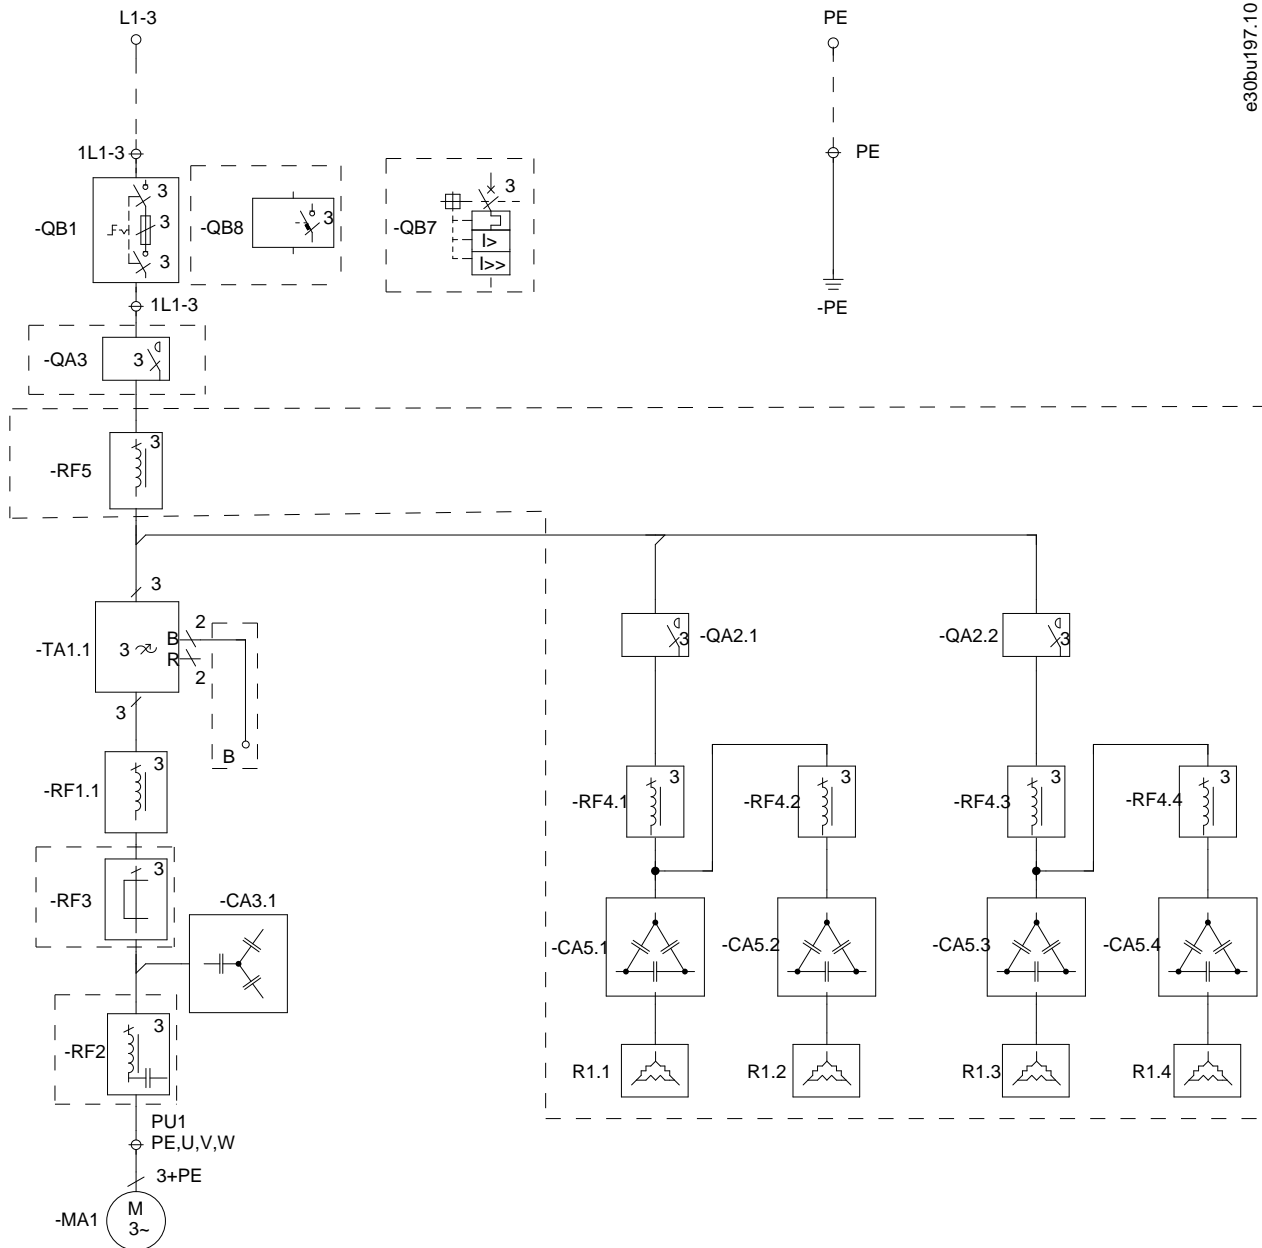 L1-3
PE
e30bu197.10
1L1-3
PE
-QB1
3
3
3
-QB8
3
-QB7
3
I>
I>>
1L1-3
-PE
-QA3
3
-RF5
3
3
-TA1.1
3
B
2
R
2
3
B
-QA2.1
3
-QA2.2
3
-RF1.1
3
-RF4.1
3
-RF4.2
3
-RF4.3
3
-RF4.4
3
-RF3
3
-CA3.1
-CA5.1
-CA5.2
-CA5.3
-CA5.4
-RF2
3
R1.1
R1.2
R1.3
R1.4
PU1
PE,U,V,W
3+PE
-MA1
M
3~